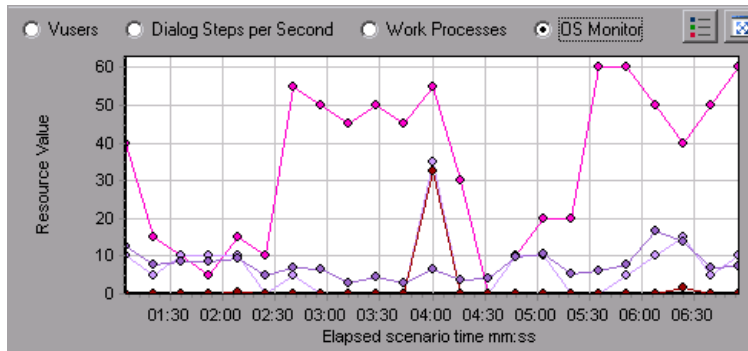 Vusers Dialog Steps per Second Work Processes OS Monitor
60
50
40
30
20
10
0
Resource Value
01:30 02:00 02:30 03:00 03:30 04:00 04:30 05:00 05:30 06:00 06:30
Elapsed scenario time mm:ss